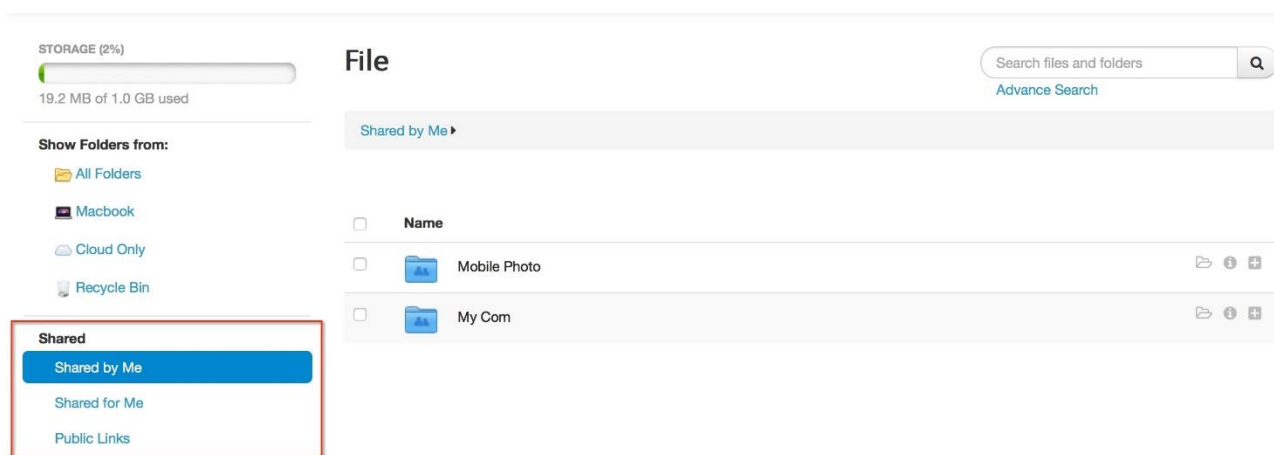 STORAGE (2%)
19.2 MB of 1.0 GB used
Show Folders from:
All Folders
Macbook
Cloud Only
Recycle Bin
Shared
Shared by Me
Shared for Me
Public Links
File
Search files and folders
Advance Search
Shared by Me
Name
Mobile Photo
My Com